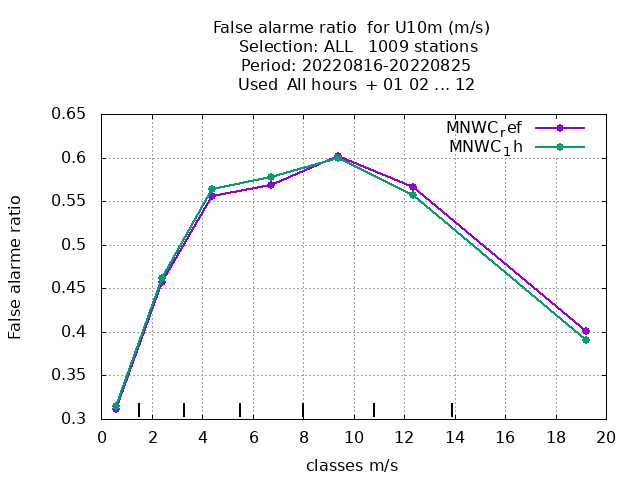 False alarme ratio  for U10m (m/s)
Selection: ALL   1009 stations
Period: 20220816-20220825
Used  All hours  + 01 02 ... 12
0.65
0.6
0.55
0.5
0.45
0.4
0.35
0.3
False alarme ratio
MNWCref
MNWC1h
0 2 4 6 8 10 12 14 16 18 20
classes m/s